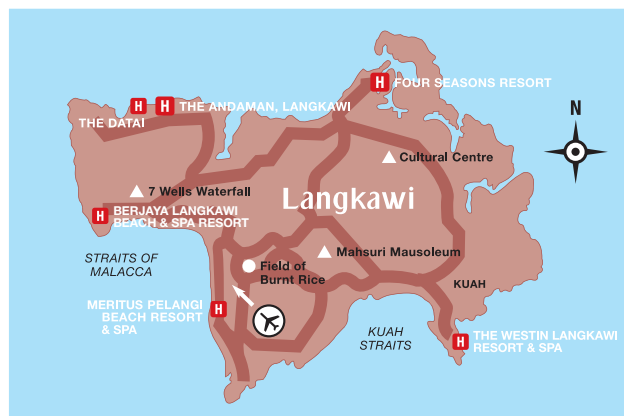 N
H FOUR SEASONS RESORT
H H THE ANDAMAN, LANGKAWI
THE DATAI
Cultural Centre
7 Wells Waterfall
Langkawi
H BERJAYA LANGKAWI
BEACH & SPA RESORT
STRAITS OF
MALACCA
Mahsuri Mausoleum
Field of
Burnt Rice
KUAH
MERITUS PELANGI H
BEACH RESORT
& SPA
KUAH
STRAITS
H THE WESTIN LANGKAWI
RESORT & SPA